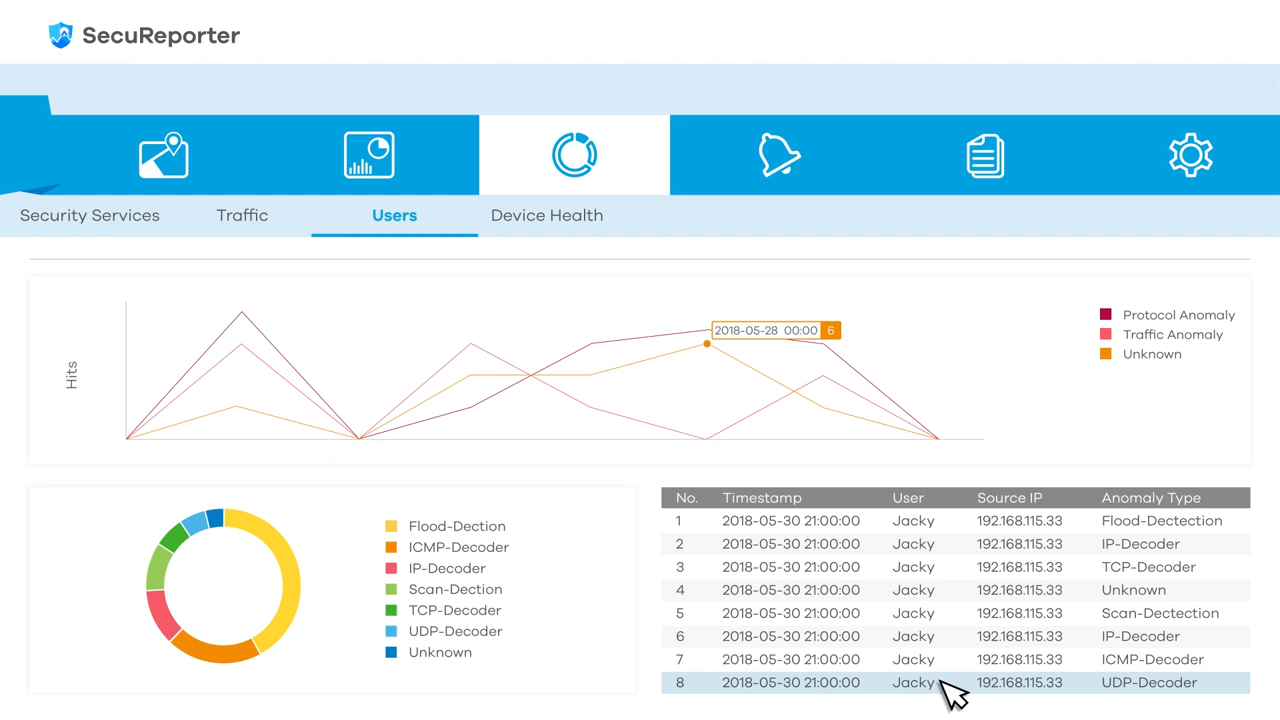 SecuReporter
Security Services Traffic Users Device Health
Hits
2018-05-28 00:00 6
Protocol Anomaly
Traffic Anomaly
Unknown
Flood-Dection
ICMP-Decoder
IP-Decoder
Scan-Dection
TCP-Decoder
UDP-Decoder
Unknown
No. Timestamp User Source IP Anomaly Type
1 2018-05-30 21:00:00 Jacky 192.168.115.33 Flood-Dectection
2 2018-05-30 21:00:00 Jacky 192.168.115.33 IP-Decoder
3 2018-05-30 21:00:00 Jacky 192.168.115.33 TCP-Decoder
4 2018-05-30 21:00:00 Jacky 192.168.115.33 Unknown
5 2018-05-30 21:00:00 Jacky 192.168.115.33 Scan-Dectection
6 2018-05-30 21:00:00 Jacky 192.168.115.33 IP-Decoder
7 2018-05-30 21:00:00 Jacky 192.168.115.33 ICMP-Decoder
8 2018-05-30 21:00:00 Jacky 192.168.115.33 UDP-Decoder